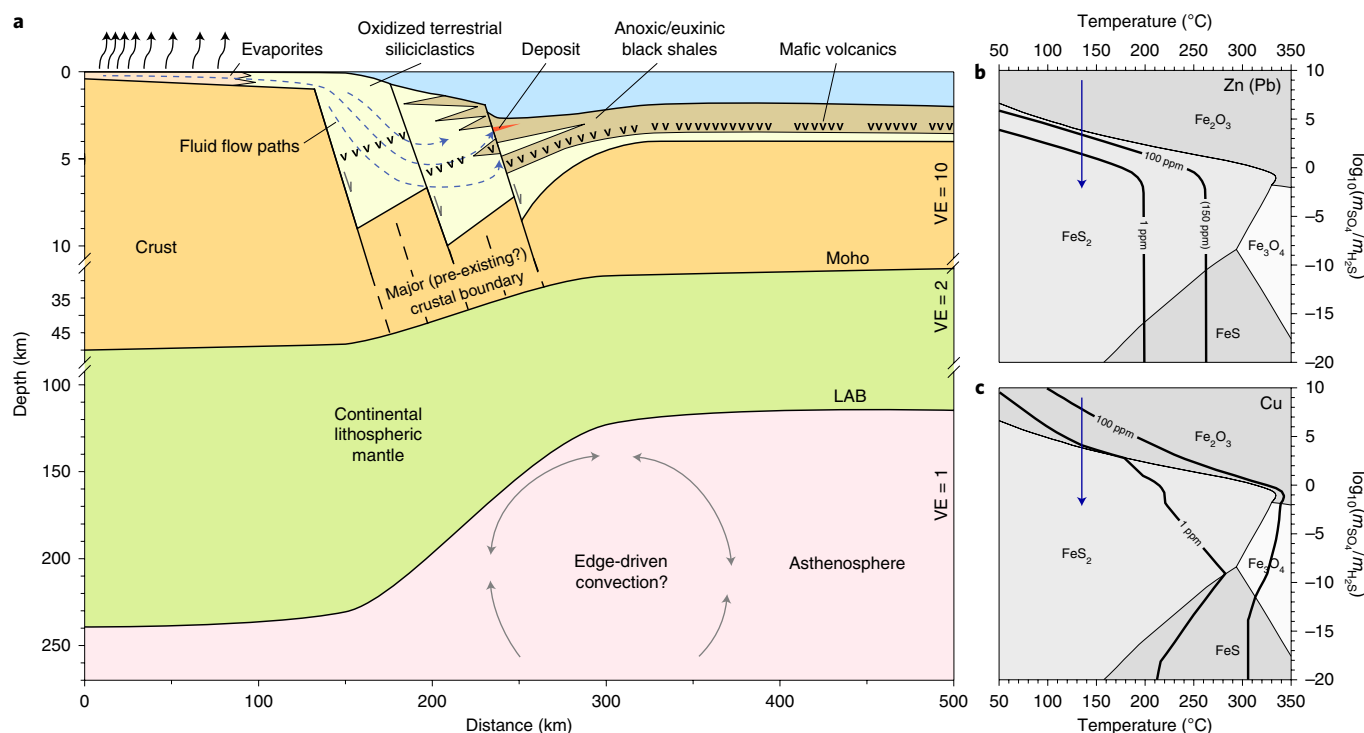 a
Evaporites
Oxidized terrestrial
siliciclastics
Deposit
Anoxic/euxinic
black shales
Mafic volcanics
Fluid flow paths
Crust
Major (pre-existing?)
crustal boundary
Moho
LAB
Continental
lithospheric
mantle
Edge-driven
convection?
Asthenosphere
VE = 10
VE = 2
VE = 1
v v v v v v
v v v v v v
v v v v v v v v v v
vvvvvvvvvvvvvv
vvvvvv
vvvvvv
vv
0
5
10
35
45
100
150
200
250
Depth (km)
0
100
200
300
400
500
Distance (km)
Temperature (°C)
50 100 150 200 250 300 350
b
Zn (Pb)
Fe2O3
100 ppm
1 ppm
(150 ppm)
FeS2
Fe3O4
FeS
10
5
0
–5
–10
–15
–20
log10(mSO4/mH2S)
c
Cu
Fe2O3
100 ppm
1 ppm
FeS2
Fe3O4
FeS
10
5
0
–5
–10
–15
–20
log10(mSO4/mH2S)
50 100 150 200 250 300 350
Temperature (°C)